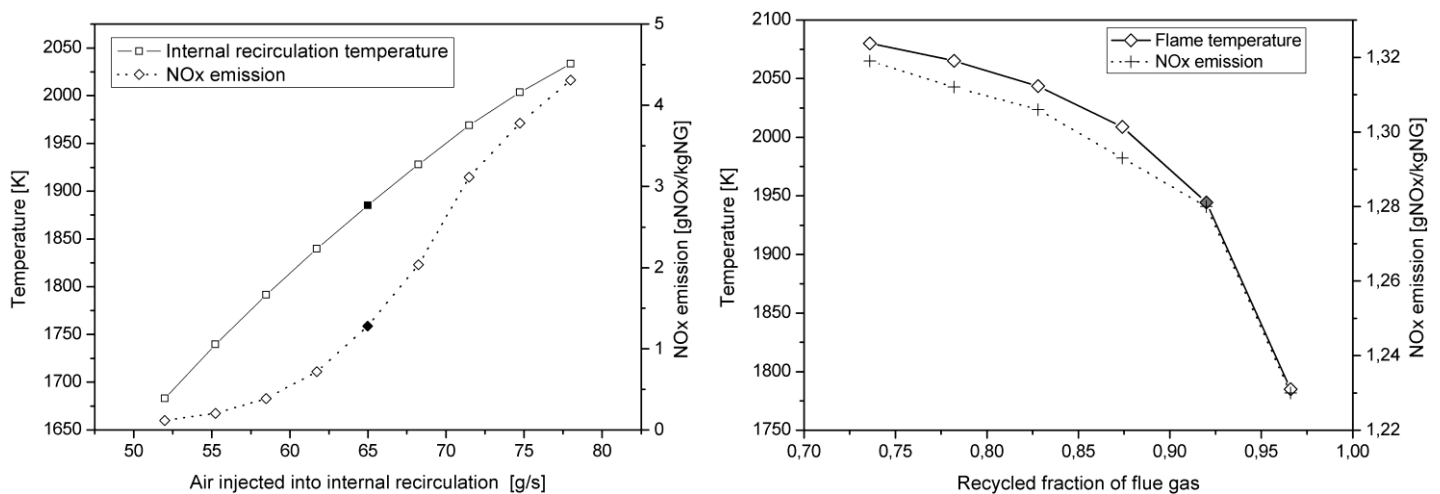 Internal recirculation temperature
NOx emission
2050
2000
1950
1900
1850
1800
1750
1700
1650
Temperature [K]
5
4
3
2
1
0
NOx emission [gNOx/kgNG]
50 55 60 65 70 75 80
Air injected into internal recirculation [g/s]
Flame temperature
NOx emission
2100
2050
2000
1950
1900
1850
1800
1750
Temperature [K]
1,32
1,30
1,28
1,26
1,24
1,22
NOx emission [gNOx/kgNG]
0,70 0,75 0,80 0,85 0,90 0,95 1,00
Recycled fraction of flue gas